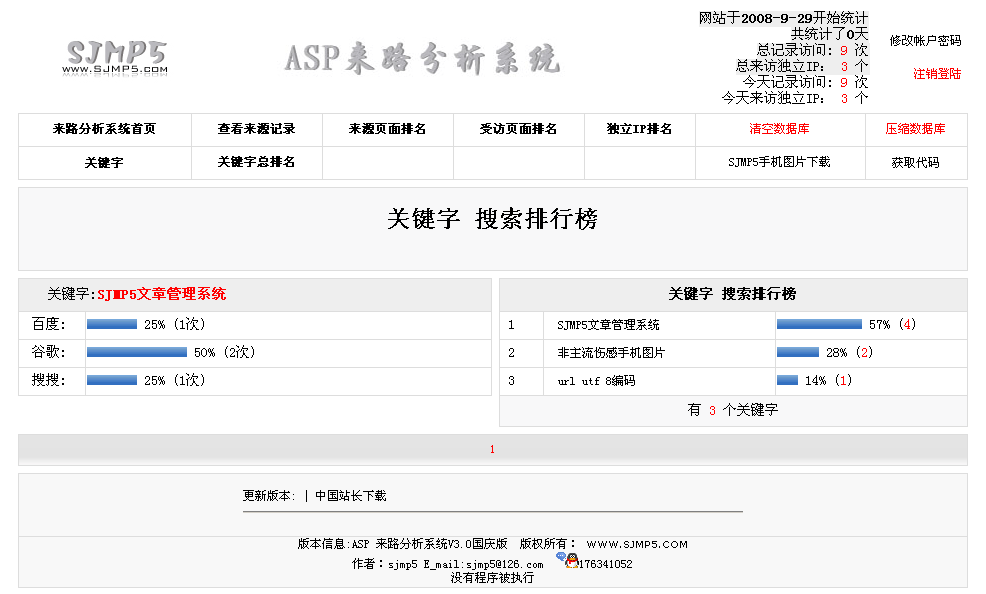 SJMP5
WWW.SJMP5.COM
ASP来路分析系统
网站于2008-9-29开始统计
共统计了0天
总记录访问: 9 次
总来访独立IP: 3 个
今天记录访问: 9 次
今天来访独立IP: 3 个
修改帐户密码
注销登陆
来路分析系统首页 查看来源记录 来源页面排名 受访页面排名 独立IP排名 清空数据库 压缩数据库
关键字 关键字总排名 SJMP5手机图片下载 获取代码
关键字 搜索排行榜
关键字:SJMP5文章管理系统
百度: 25% (1次)
谷歌: 50% (2次)
搜搜: 25% (1次)
关键字 搜索排行榜
1 SJMP5文章管理系统 57% (4)
2 非主流伤感手机图片 28% (2)
3 url utf 8编码 14% (1)
有 3 个关键字
1
更新版本: | 中国站长下载
版本信息:ASP 来路分析系统V3.0国庆版 版权所有: WWW.SJMP5.COM
作者:sjmp5 E_mail:sjmp5@126.com 176341052
没有程序被执行